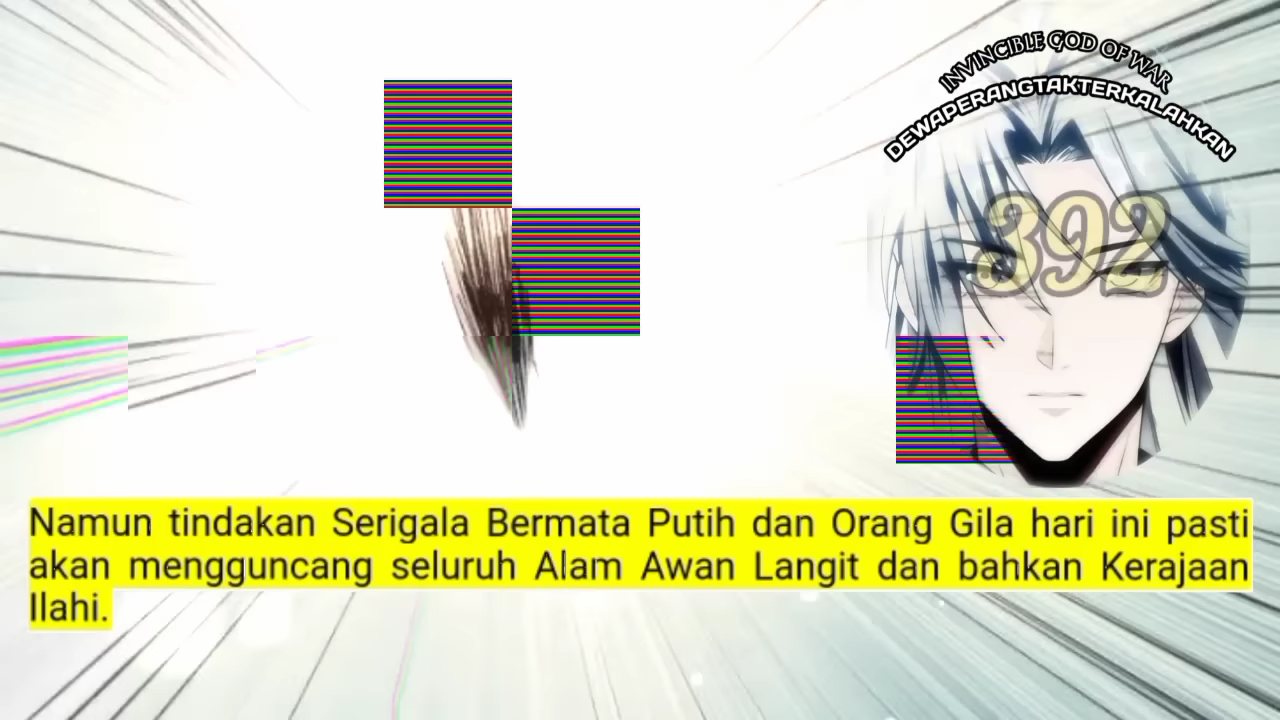 INVINCIBLE GOD OF WAR
DEWAPERANGTAKTERKALAHKAN
392
Namun tindakan Serigala Bermata Putih dan Orang Gila hari ini pasti
akan mengguncang seluruh Alam Awan Langit dan bahkan Kerajaan
Ilahi.